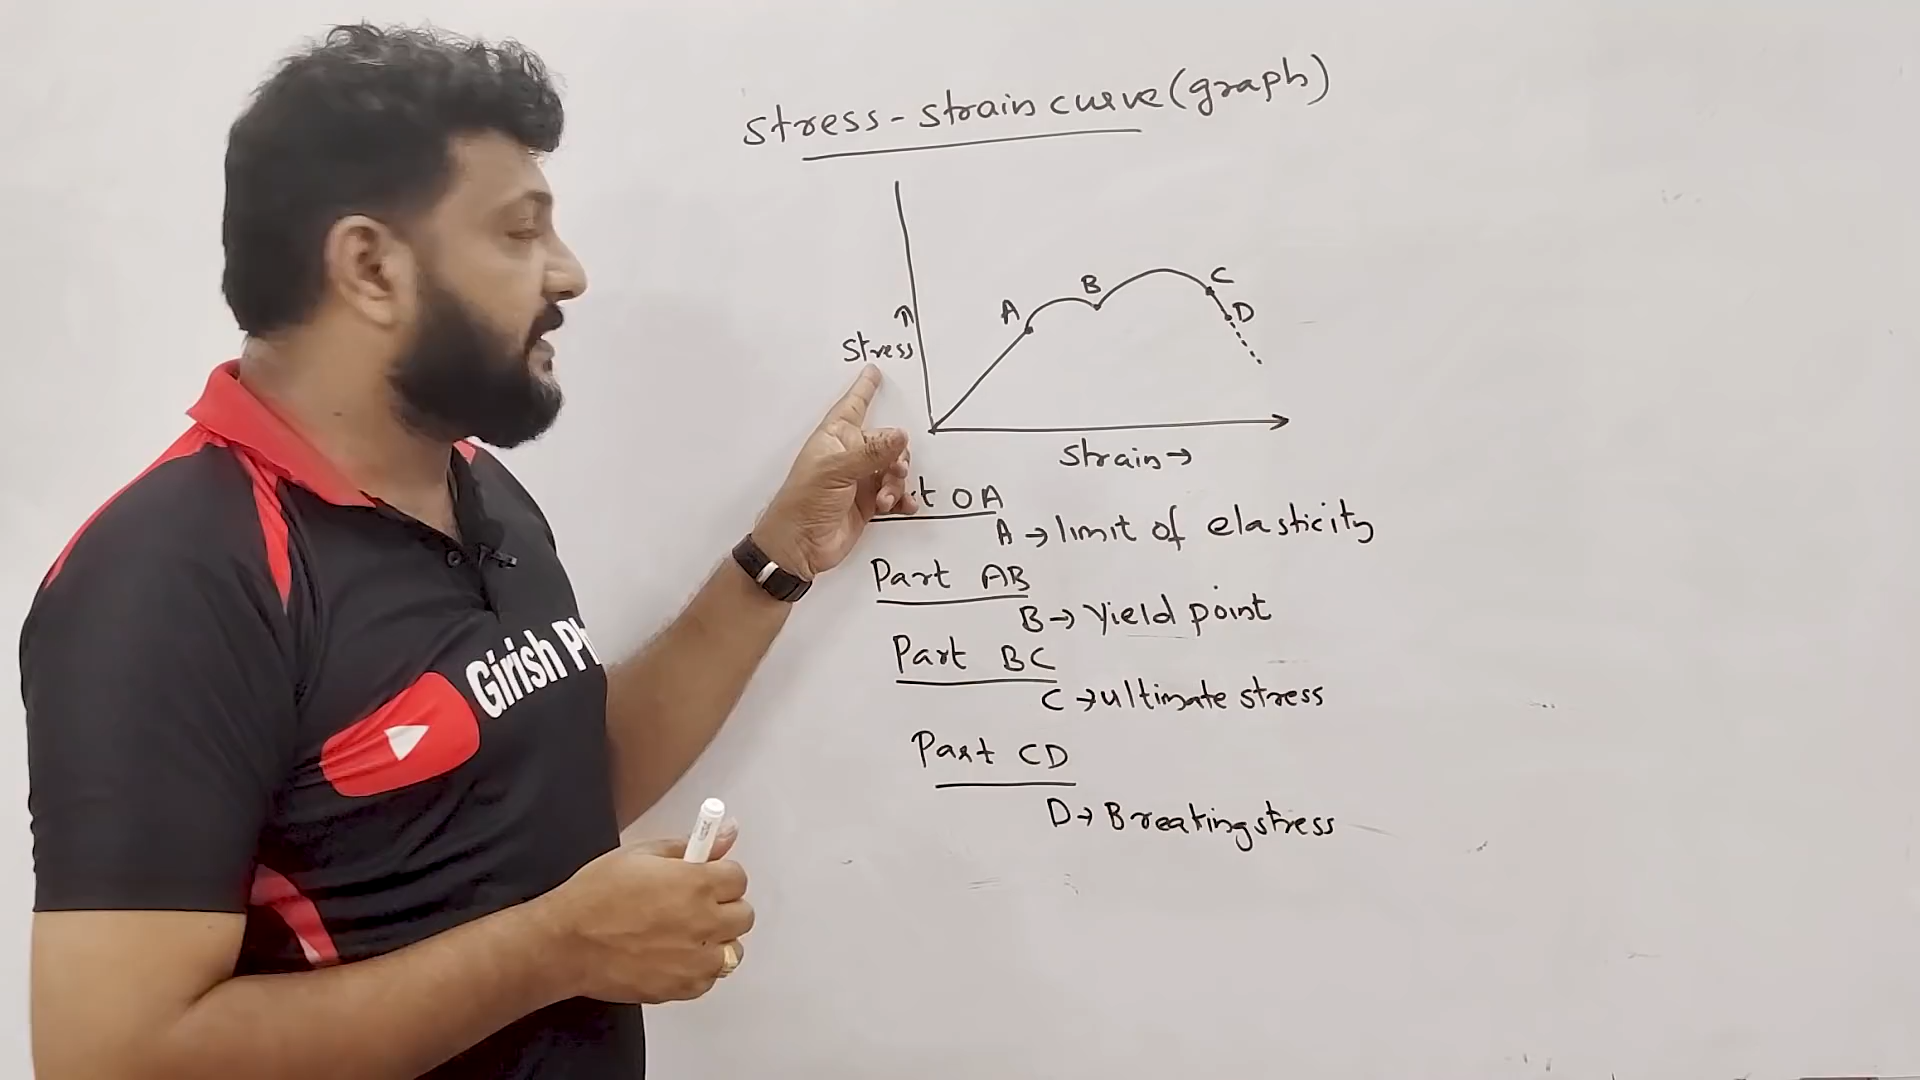 stress - strain curve (graph)
A
B
C
D
Stress
strain →
OA
A → limit of elasticity
Part AB
B → Yield point
Part BC
C → ultimate stress
Part CD
D → Breaking stress
Girish